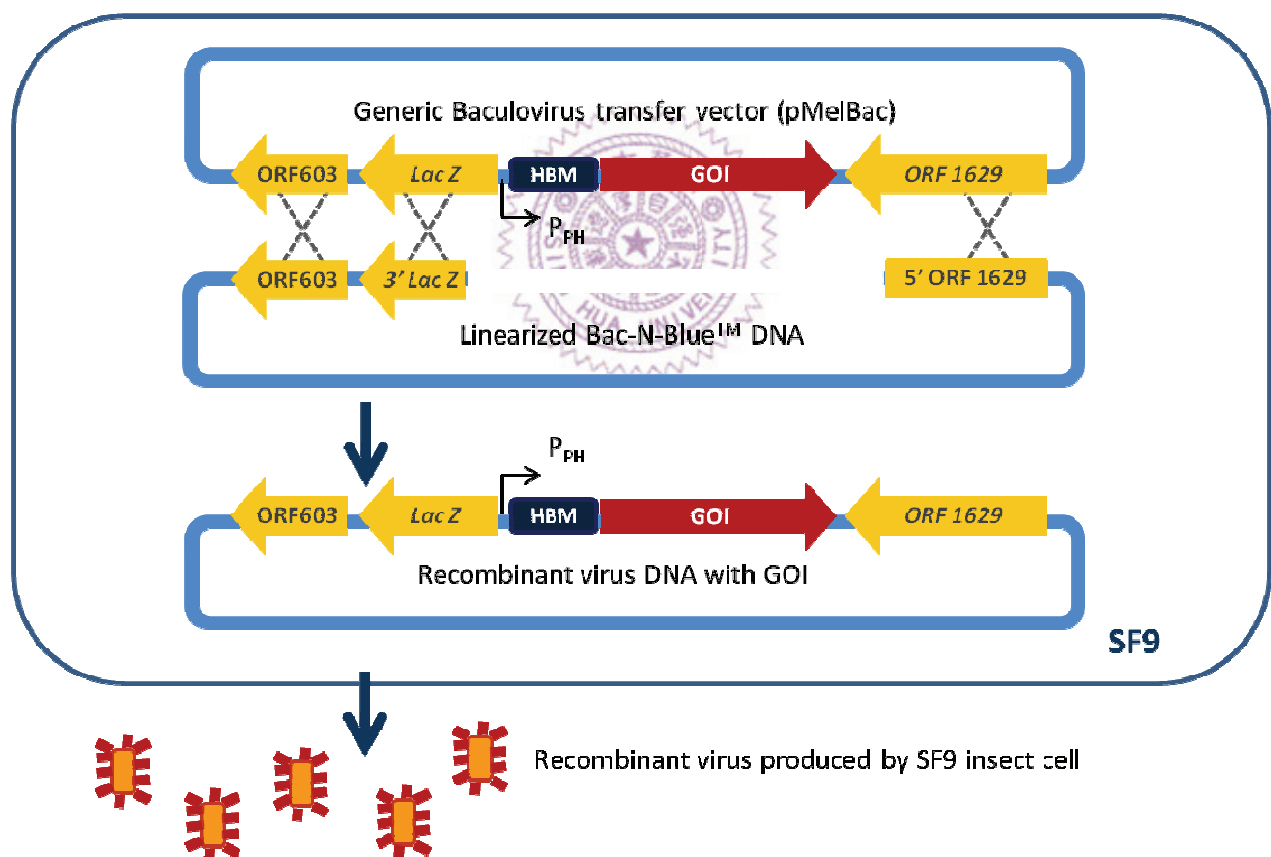 Generic Baculovirus transfer vector (pMelBac)
ORF603 Lac Z HBM GOI ORF 1629
PPH
ORF603 3′ Lac Z 5′ ORF 1629
HUA UNIVERSITY
Linearized Bac-N-Blue™ DNA
PPH
ORF603 Lac Z HBM GOI ORF 1629
Recombinant virus DNA with GOI
SF9
Recombinant virus produced by SF9 insect cell